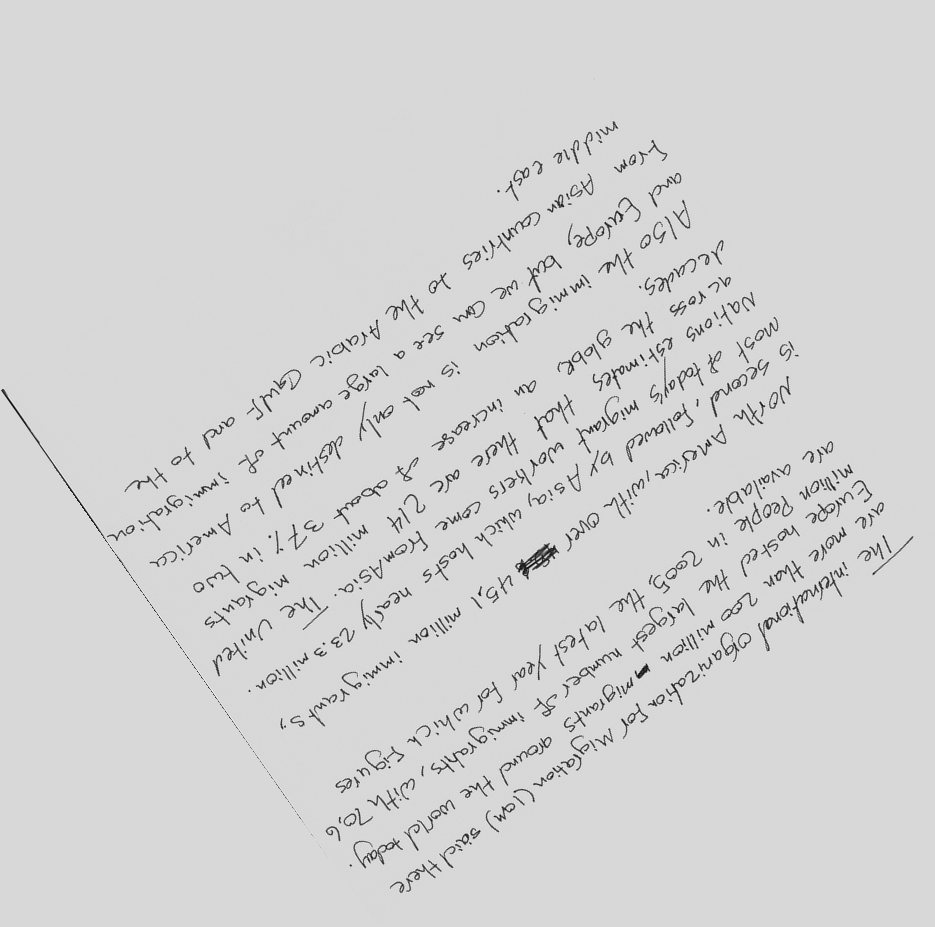 The international Oganization for Migration (Iom) said there
are more than 200 million migrants around the world today.
Europe hosted the largest number of immigrants, with 70,6
million People in 2005, the latest year for which figures
are available.
North America, with over 45,1 million immigrants,
is second, followed by Asia, which hosts nearly 23.3 million.
Most of today's migrant workers come from Asia. The United
Nations estimates that there are 214 million migrants
across the globe, an increase of about 37% in two
decades.
Also the immigration is not only destined to America
and Europe, but we can see a large amount of immigration
from Asian countries to the Arabic Gaulf and to the
middle east.